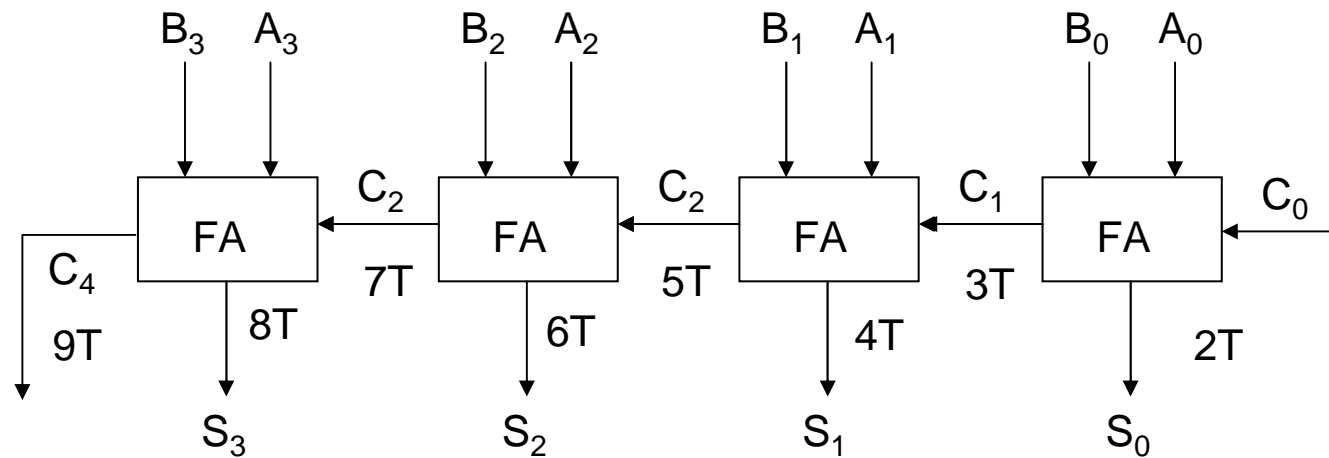 B₃ A₃ B₂ A₂ B₁ A₁ B₀ A₀
C₂ C₂ C₁ C₀
FA FA FA FA
C₄ 7T 5T 3T
9T 8T 6T 4T 2T
S₃ S₂ S₁ S₀